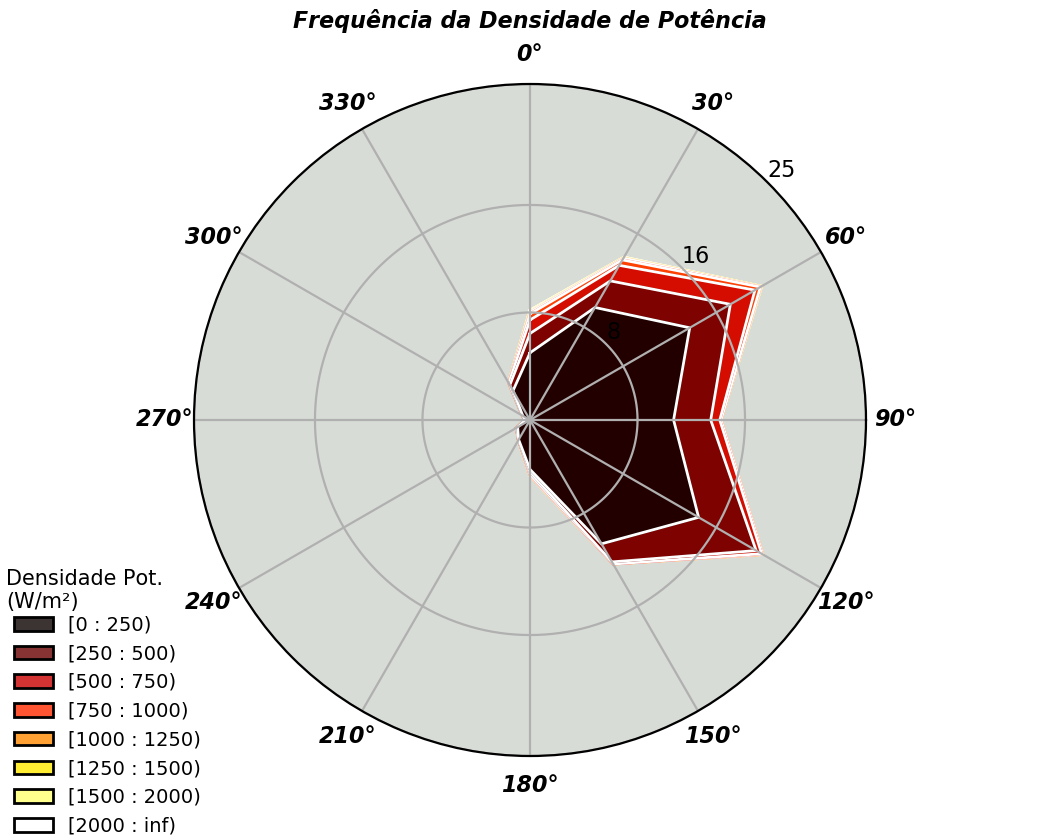 Frequência da Densidade de Potência
0°
330°
30°
25
300°
60°
16
8
270°
90°
240°
120°
210°
150°
180°
Densidade Pot.
(W/m²)
[0 : 250)
[250 : 500)
[500 : 750)
[750 : 1000)
[1000 : 1250)
[1250 : 1500)
[1500 : 2000)
[2000 : inf)